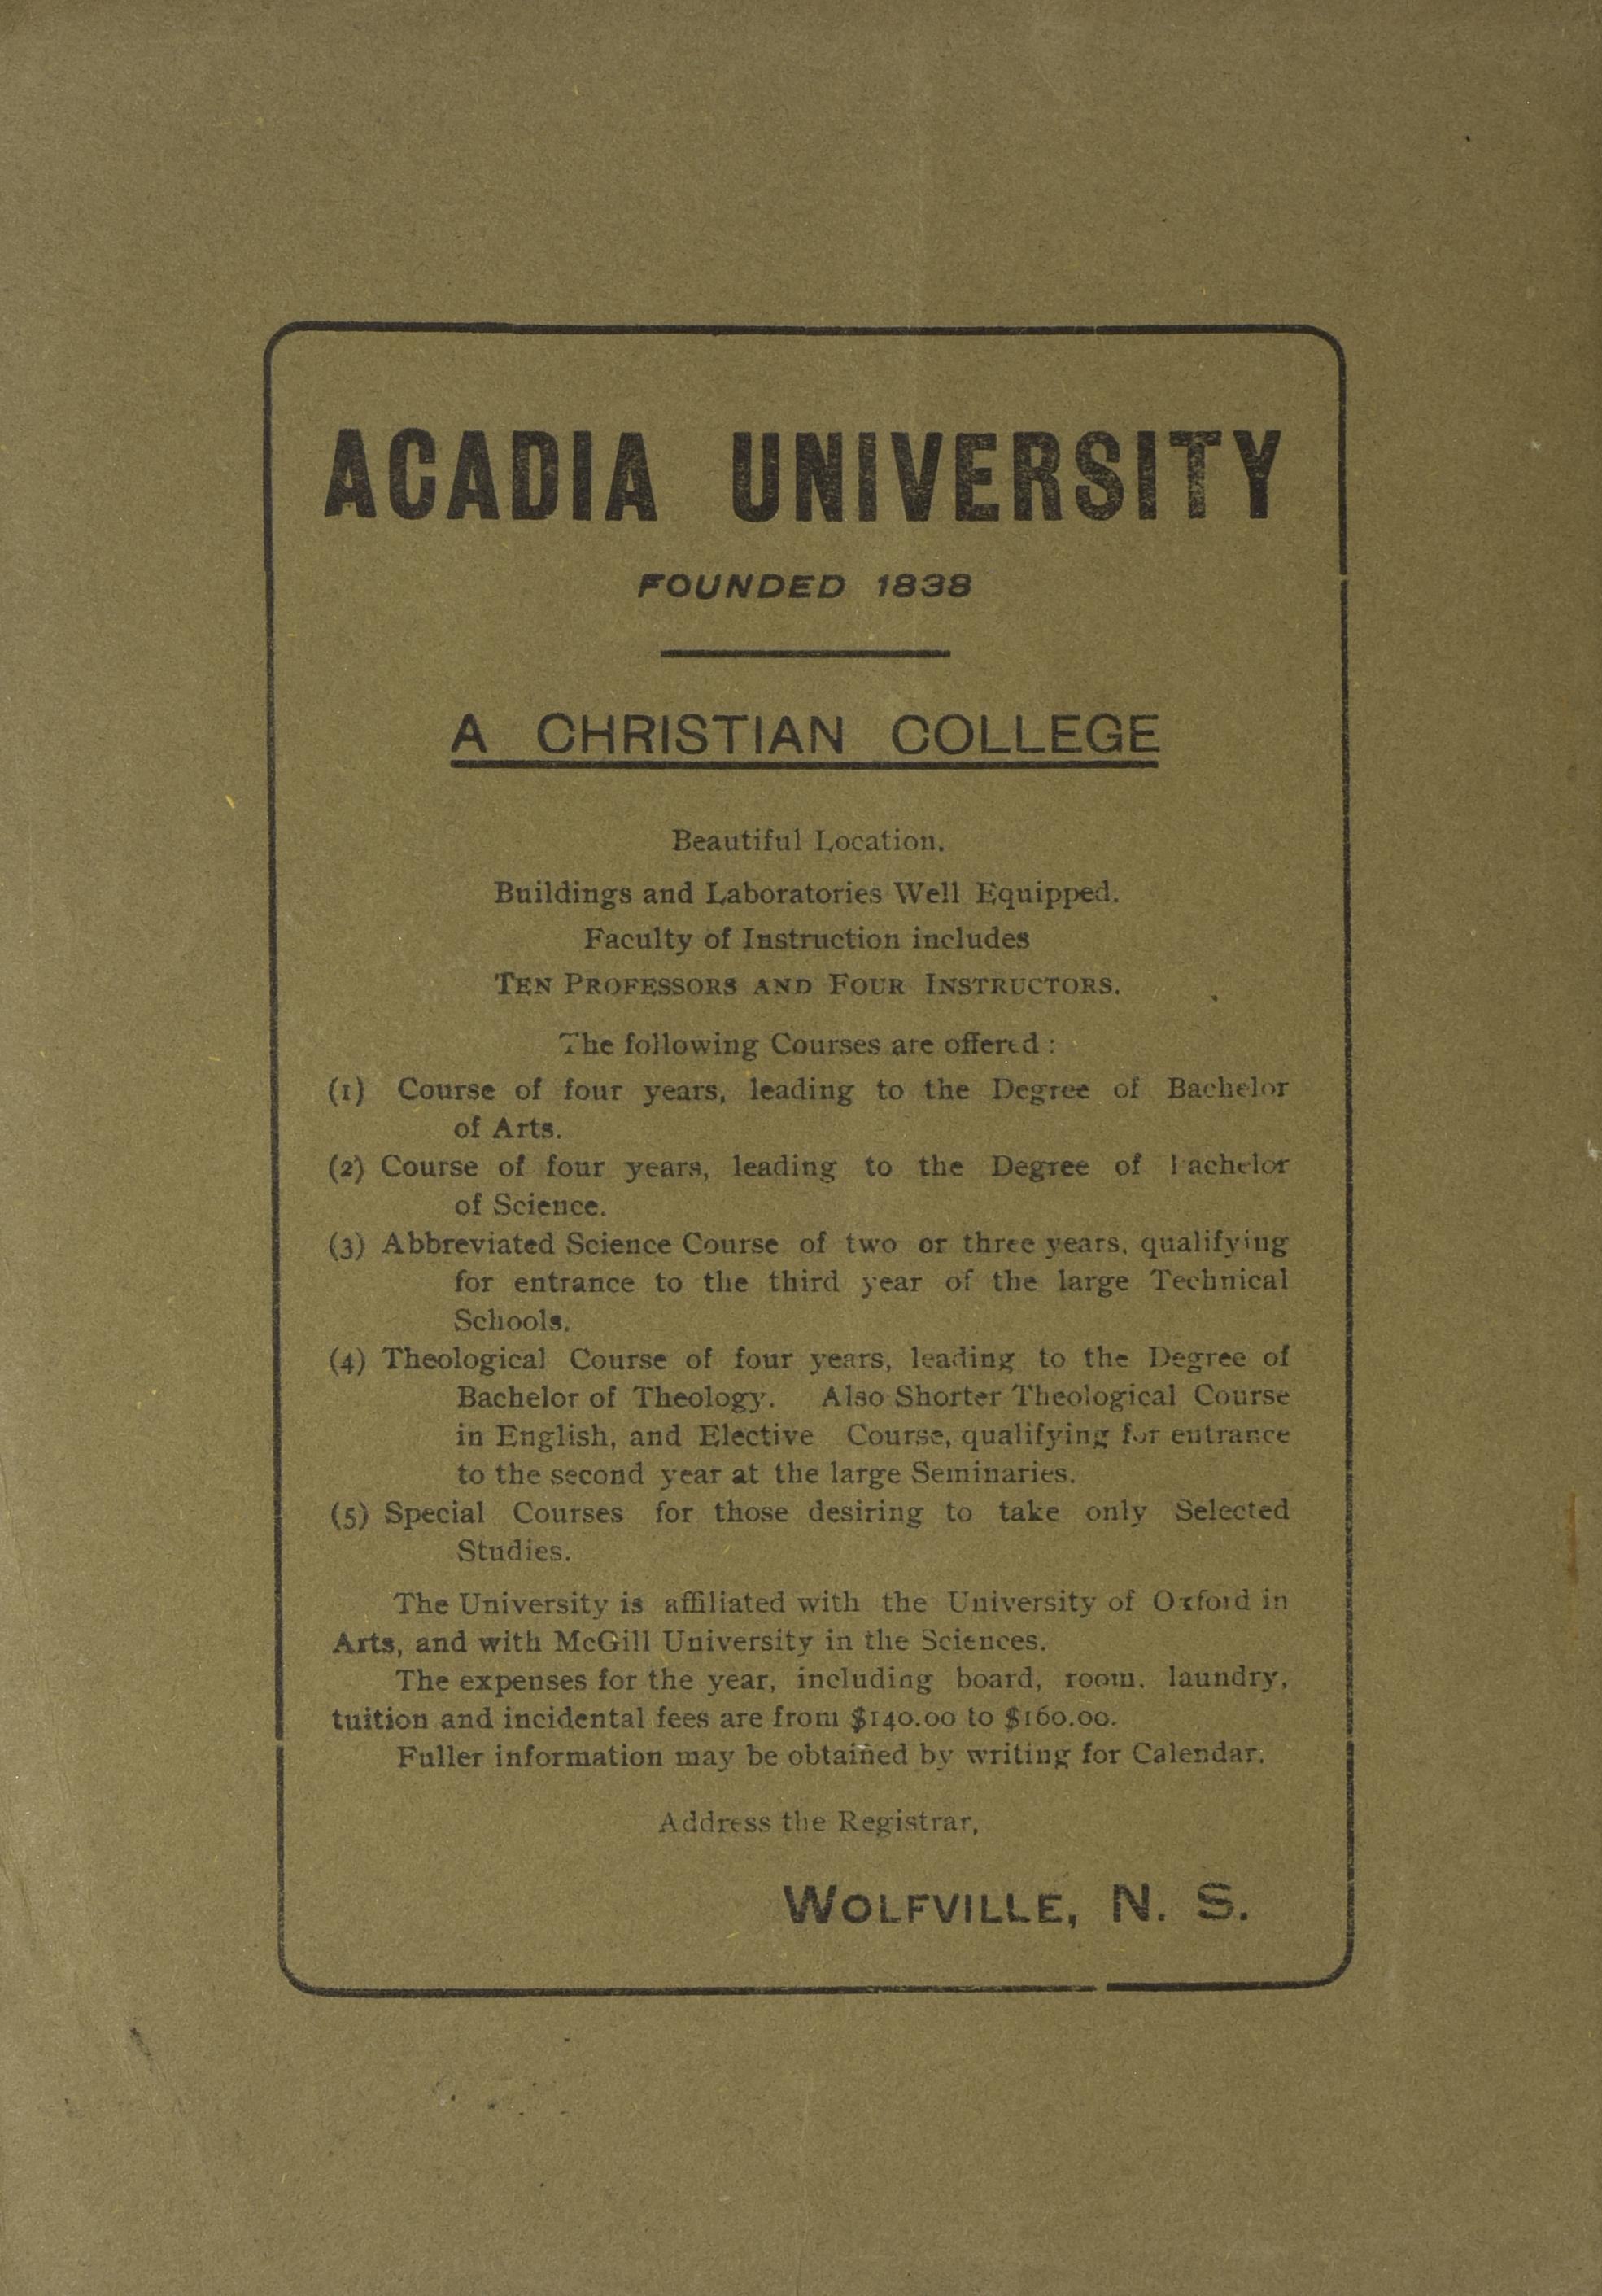 ACADIA UNIVERSITY
FOUNDED 1838
A CHRISTIAN COLLEGE
Beautiful Location.
Buildings and Laboratories Well Equipped.
Faculty of Instruction includes
TEN PROFESSORS AND FOUR INSTRUCTORS.
The following Courses are offered :
(1) Course of four years, leading to the Degree of Bachelor
of Arts.
(2) Course of four years, leading to the Degree of Bachelor
of Science.
(3) Abbreviated Science Course of two or three years, qualifying
for entrance to the third year of the large Technical
Schools.
(4) Theological Course of four years, leading to the Degree of
Bachelor of Theology. Also Shorter Theological Course
in English, and Elective Course, qualifying for entrance
to the second year at the large Seminaries.
(5) Special Courses for those desiring to take only Selected
Studies.
The University is affiliated with the University of Oxford in
Arts, and with McGill University in the Sciences.
The expenses for the year, including board, room, laundry,
tuition and incidental fees are from $140.00 to $160.00.
Fuller information may be obtained by writing for Calendar.
Address the Registrar,
WOLFVILLE, N. S.